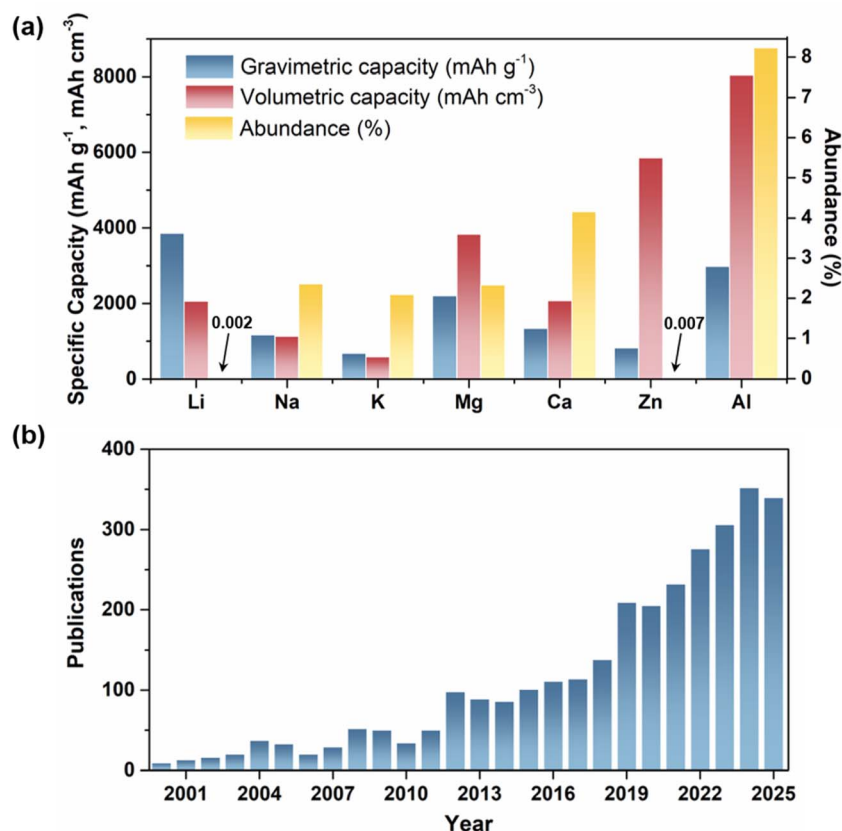 (a)
Gravimetric capacity (mAh g⁻¹)
Volumetric capacity (mAh cm⁻³)
Abundance (%)
Specific Capacity (mAh g⁻¹, mAh cm⁻³)
8000
6000
4000
2000
0
0.002
0.007
Li Na K Mg Ca Zn Al
8
7
6
5
4
3
2
1
0
Abundance (%)
(b)
Publications
400
300
200
100
0
2001 2004 2007 2010 2013 2016 2019 2022 2025
Year